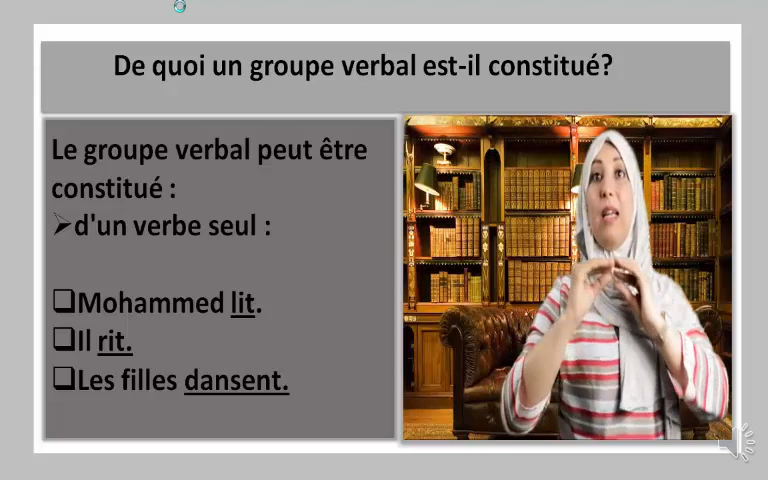 De quoi un groupe verbal est-il constitué?
Le groupe verbal peut être
constitué :
➢d'un verbe seul :
❑Mohammed lit.
❑Il rit.
❑Les filles dansent.